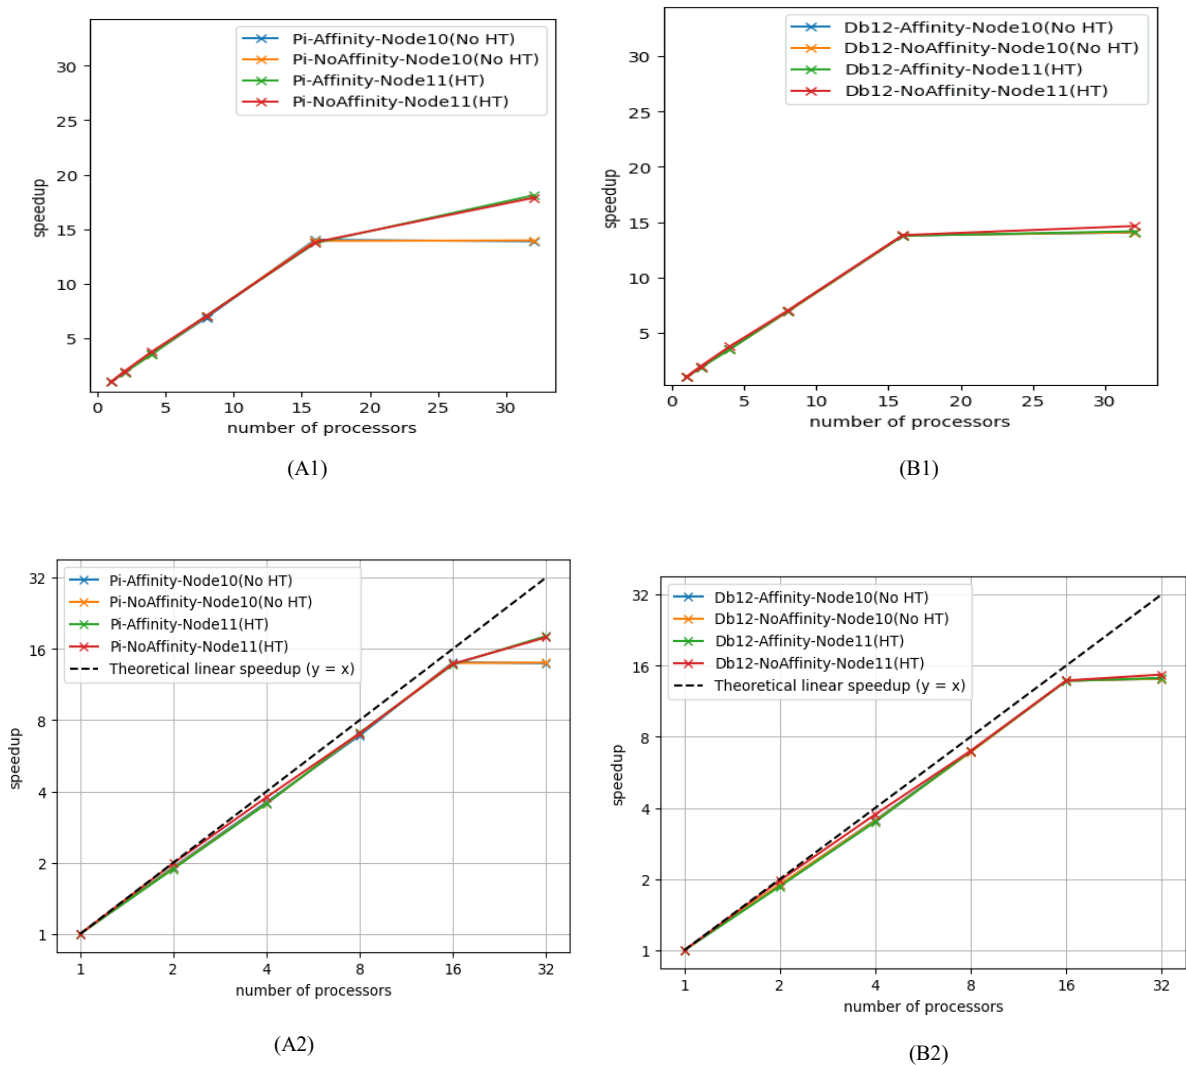 Pi-Affinity-Node10(No HT)
Pi-NoAffinity-Node10(No HT)
Pi-Affinity-Node11(HT)
Pi-NoAffinity-Node11(HT)
30
25
20
15
10
5
speedup
0 5 10 15 20 25 30
number of processors
(A1)
Db12-Affinity-Node10(No HT)
Db12-NoAffinity-Node10(No HT)
Db12-Affinity-Node11(HT)
Db12-NoAffinity-Node11(HT)
30
25
20
15
10
5
speedup
0 5 10 15 20 25 30
number of processors
(B1)
Pi-Affinity-Node10(No HT)
Pi-NoAffinity-Node10(No HT)
Pi-Affinity-Node11(HT)
Pi-NoAffinity-Node11(HT)
Theoretical linear speedup (y = x)
32
16
8
4
2
1
speedup
1 2 4 8 16 32
number of processors
(A2)
Db12-Affinity-Node10(No HT)
Db12-NoAffinity-Node10(No HT)
Db12-Affinity-Node11(HT)
Db12-NoAffinity-Node11(HT)
Theoretical linear speedup (y = x)
32
16
8
4
2
1
speedup
1 2 4 8 16 32
number of processors
(B2)